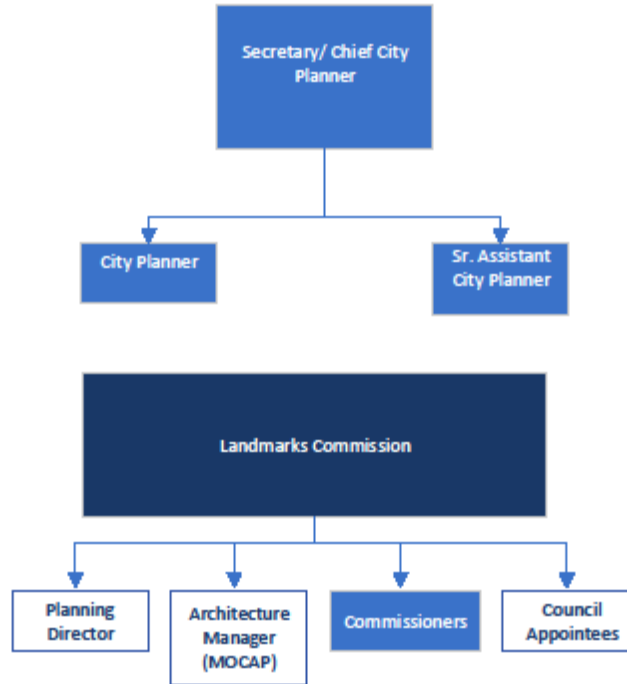 Secretary/ Chief City
Planner
City Planner
Sr. Assistant
City Planner
Landmarks Commission
Planning
Director
Architecture
Manager
(MOCAP)
Commissioners
Council
Appointees